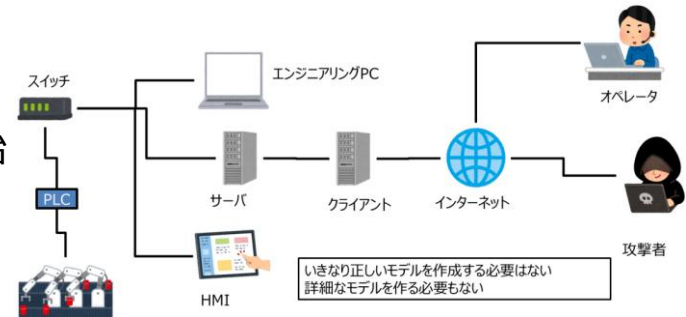 スイッチ
エンジニアリングPC
オペレータ
PLC
サーバ
クライアント
インターネット
攻撃者
HMI
いきなり正しいモデルを作成する必要はない
詳細なモデルを作る必要もない